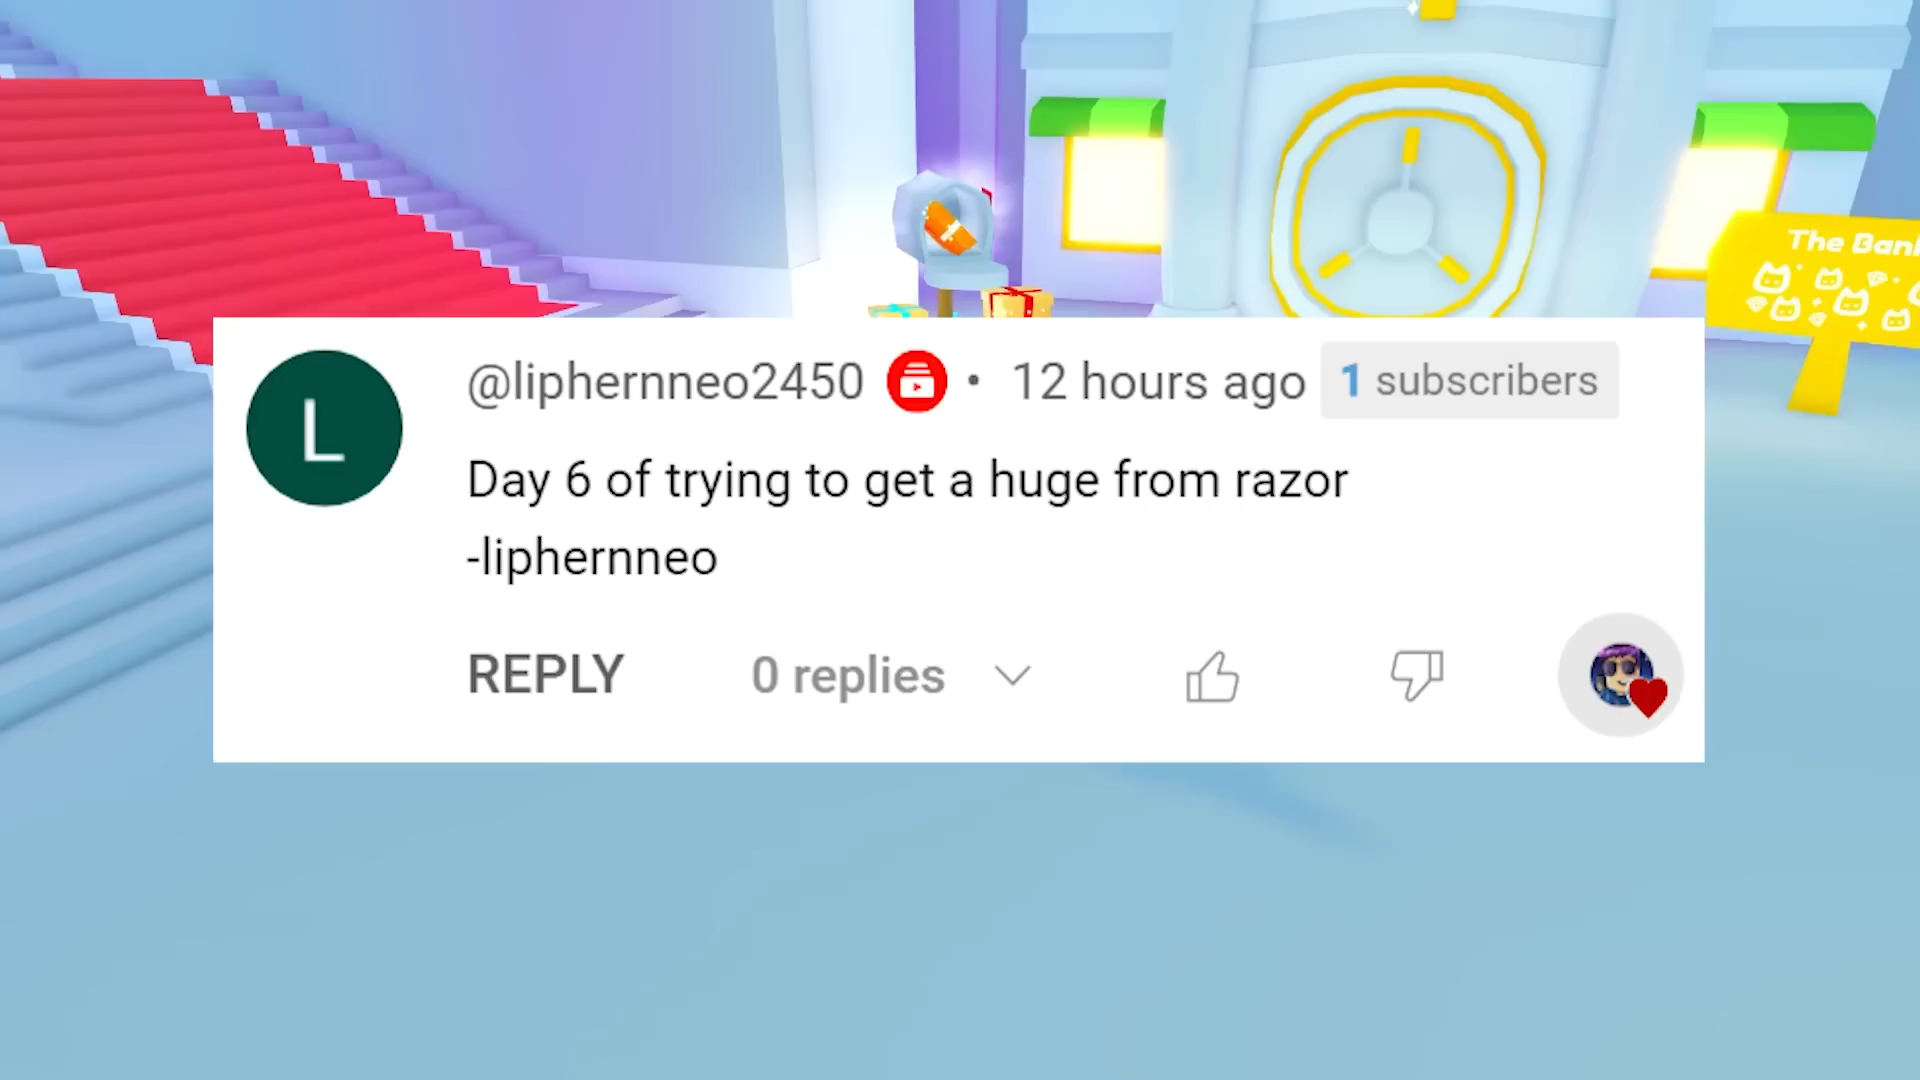 The Bank
L
@liphernneo2450 • 12 hours ago 1 subscribers
Day 6 of trying to get a huge from razor
-liphernneo
REPLY 0 replies